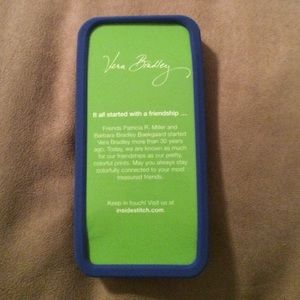 Vera Bradley
It all started with a friendship ...
Friends Patricia R. Miller and
Barbara Bradley Baekgaard started
Vera Bradley more than 30 years
ago. Today, we are known as much
for our friendships as our pretty,
colorful prints. May you always stay
colorfully connected to your most
treasured friends.
Keep in touch! Visit us at
insidestitch.com.